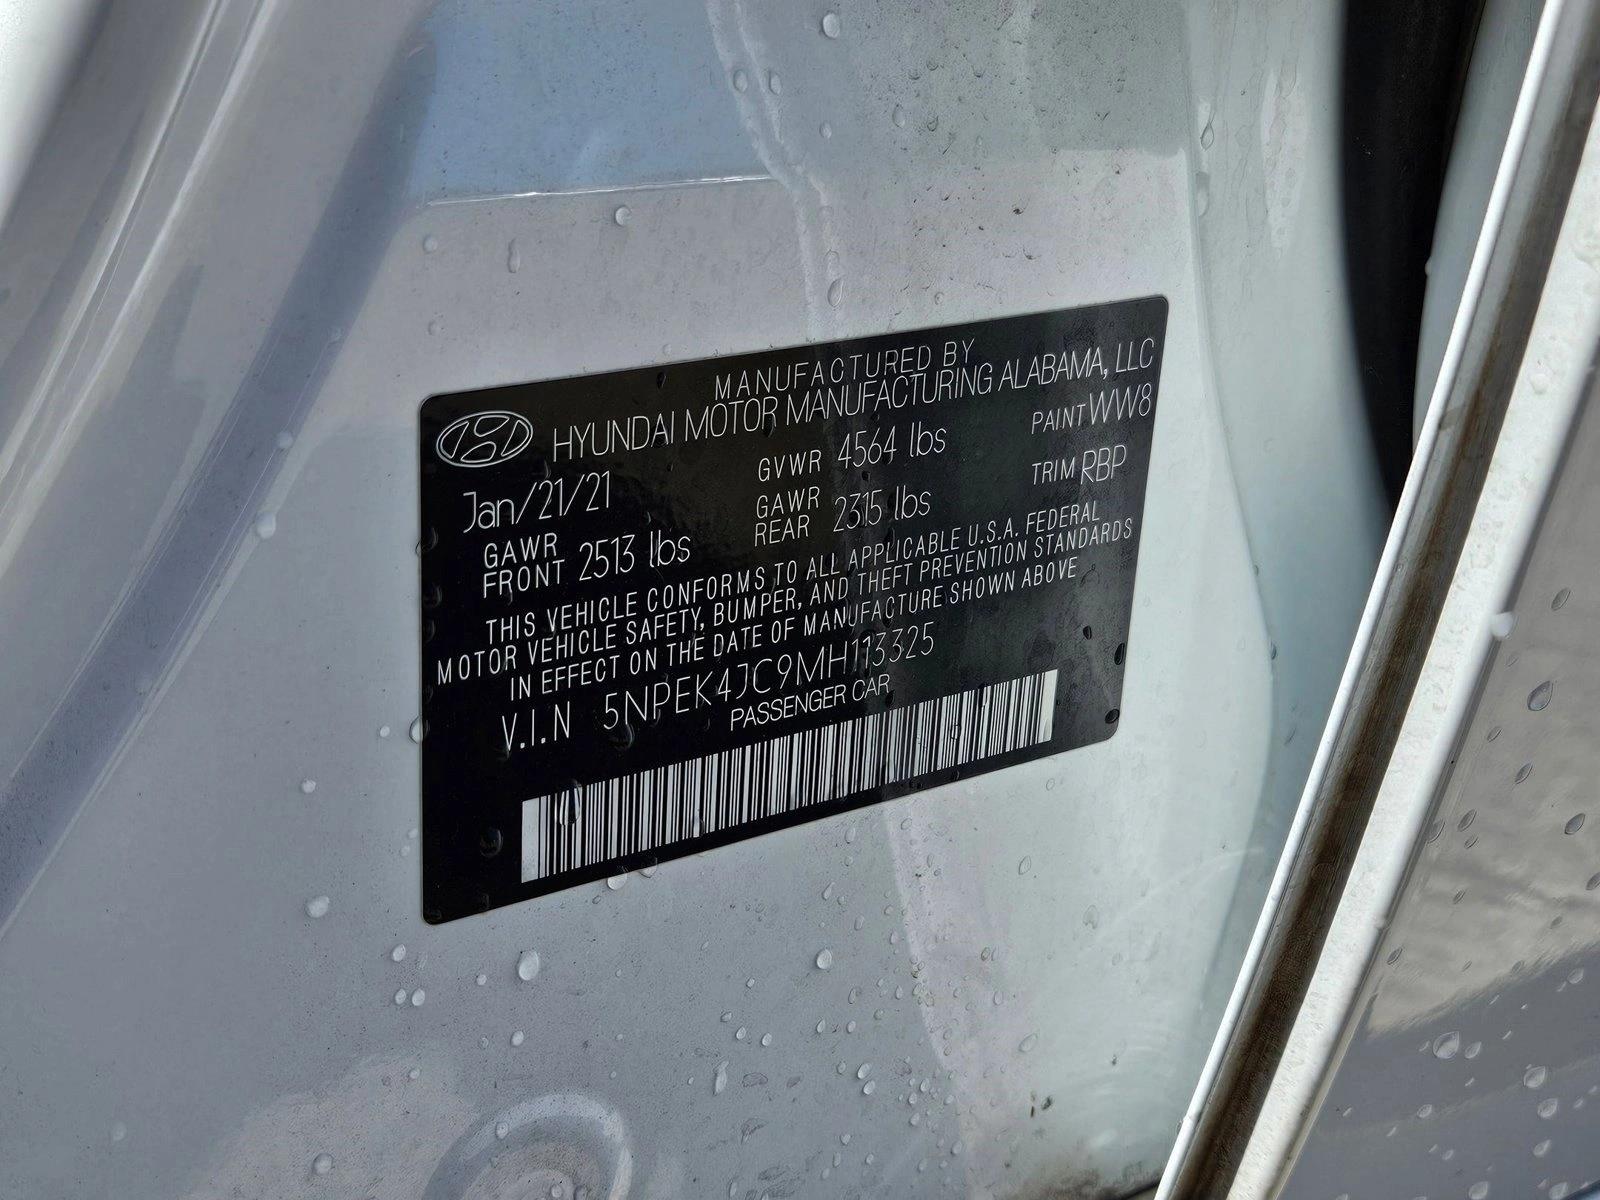 MANUFACTURED BY
HYUNDAI MOTOR MANUFACTURING ALABAMA, LLC
Jan/21/21 GVWR 4564 lbs PAINT WW8
GAWR FRONT 2513 lbs GAWR REAR 2315 lbs TRIM RBP
THIS VEHICLE CONFORMS TO ALL APPLICABLE U.S.A. FEDERAL
MOTOR VEHICLE SAFETY, BUMPER, AND THEFT PREVENTION STANDARDS
IN EFFECT ON THE DATE OF MANUFACTURE SHOWN ABOVE
V.I.N 5NPEK4JC9MH113325
PASSENGER CAR